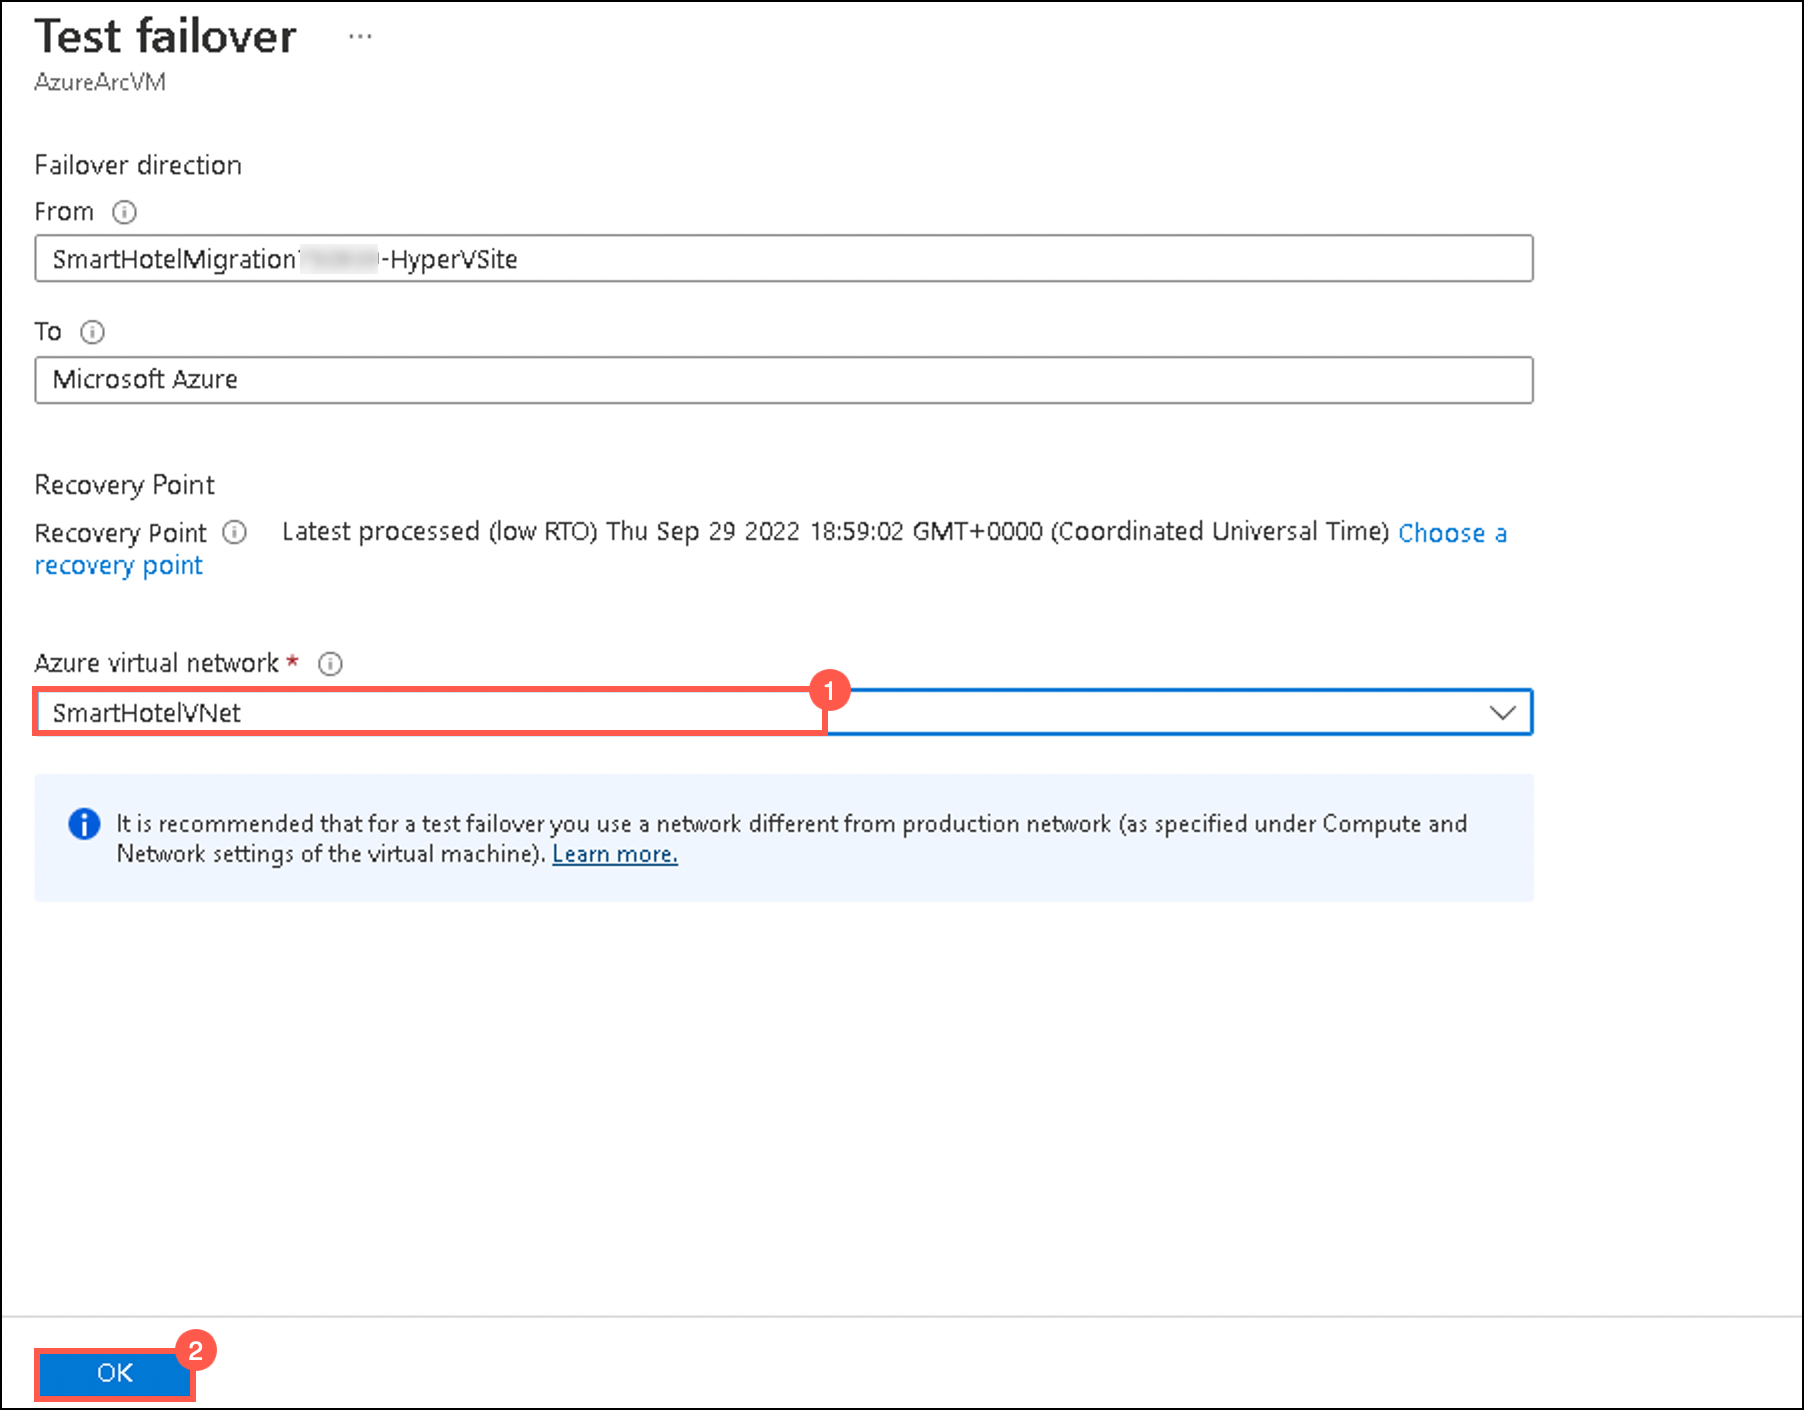 Test failover ...
AzureArcVM
Failover direction
From
SmartHotelMigration -HyperVSite
To
Microsoft Azure
Recovery Point
Recovery Point Latest processed (low RTO) Thu Sep 29 2022 18:59:02 GMT+0000 (Coordinated Universal Time) Choose a
recovery point
Azure virtual network *
1
SmartHotelVNet
It is recommended that for a test failover you use a network different from production network (as specified under Compute and
Network settings of the virtual machine). Learn more.
2
OK